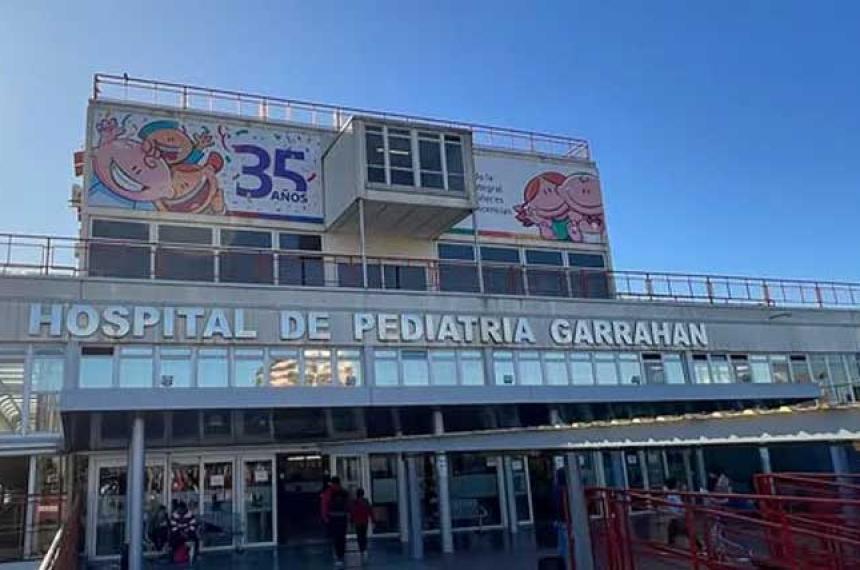 35
AÑOS
HOSPITAL DE PEDIATRIA GARRAHAN